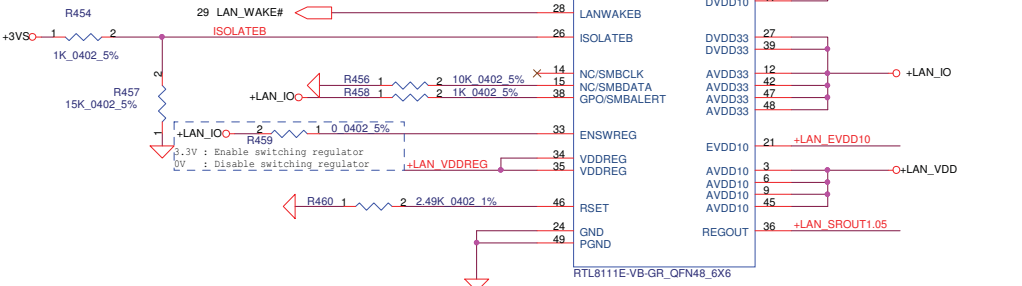 DVDD10
R454
29 LAN_WAKE#
28
LANWAKEB
+3VS
1
2
ISOLATEB
26
ISOLATEB
27
DVDD33
39
DVDD33
1K_0402_5%
2
R457
15K_0402_5%
1
14
NC/SMBCLK
R456
1
2
10K_0402_5%
15
NC/SMBDATA
+LAN_IO
R458
1
2
1K_0402_5%
38
GPO/SMBALERT
AVDD33
12
+LAN_IO
AVDD33
42
AVDD33
47
AVDD33
48
+LAN_IO
2
1
0_0402_5%
R459
33
ENSWREG
3.3V : Enable switching regulator
0V : Disable switching regulator
+LAN_VDDREG
34
VDDREG
35
VDDREG
EVDD10
21
+LAN_EVDD10
AVDD10
3
+LAN_VDD
AVDD10
6
AVDD10
9
AVDD10
45
R460
1
2
2.49K_0402_1%
46
RSET
24
GND
49
PGND
REGOUT
36
+LAN_SROUT1.05
RTL8111E-VB-GR_QFN48_6X6